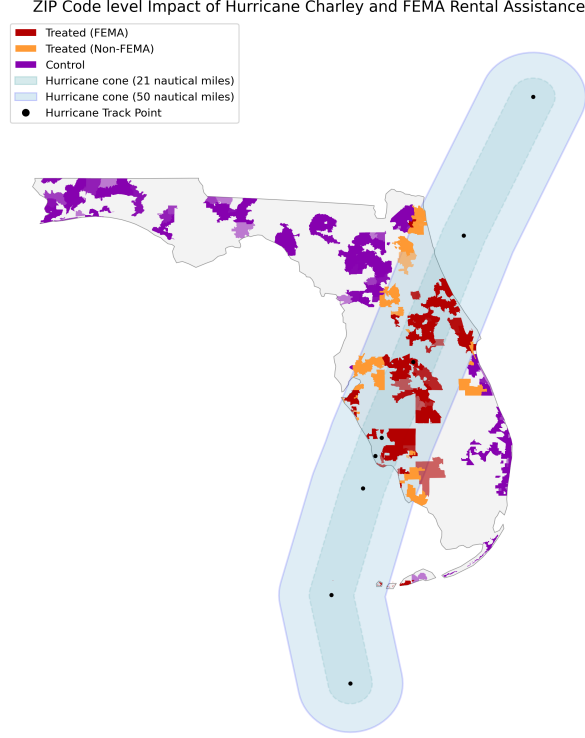 ZIP Code level Impact of Hurricane Charley and FEMA Rental Assistance
Treated (FEMA)
Treated (Non-FEMA)
Control
Hurricane cone (21 nautical miles)
Hurricane cone (50 nautical miles)
Hurricane Track Point